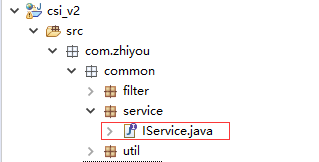 csi_v2
src
com.zhiyou
common
filter
service
IService.java
util